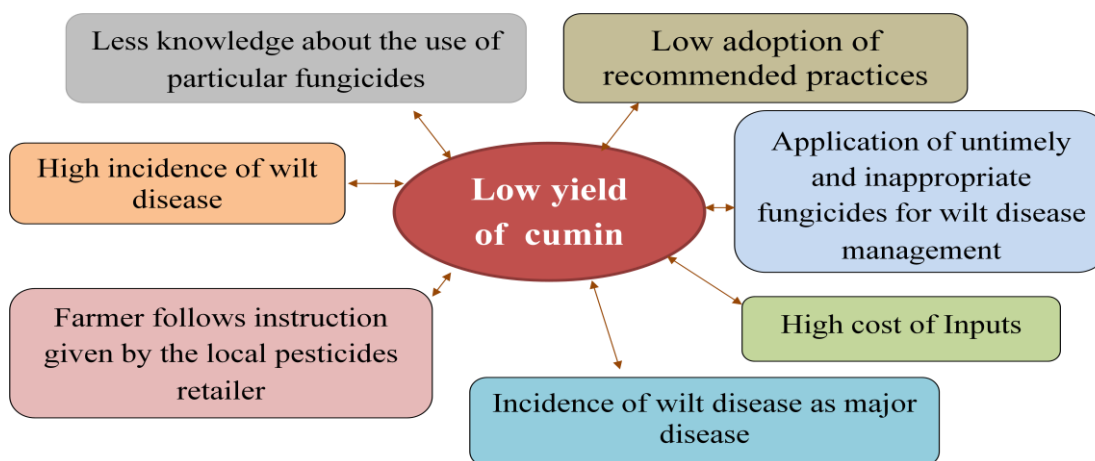 Less knowledge about the use of
particular fungicides
Low adoption of
recommended practices
High incidence of wilt
disease
Low yield
of cumin
Application of untimely
and inappropriate
fungicides for wilt disease
management
Farmer follows instruction
given by the local pesticides
retailer
High cost of Inputs
Incidence of wilt disease as major
disease